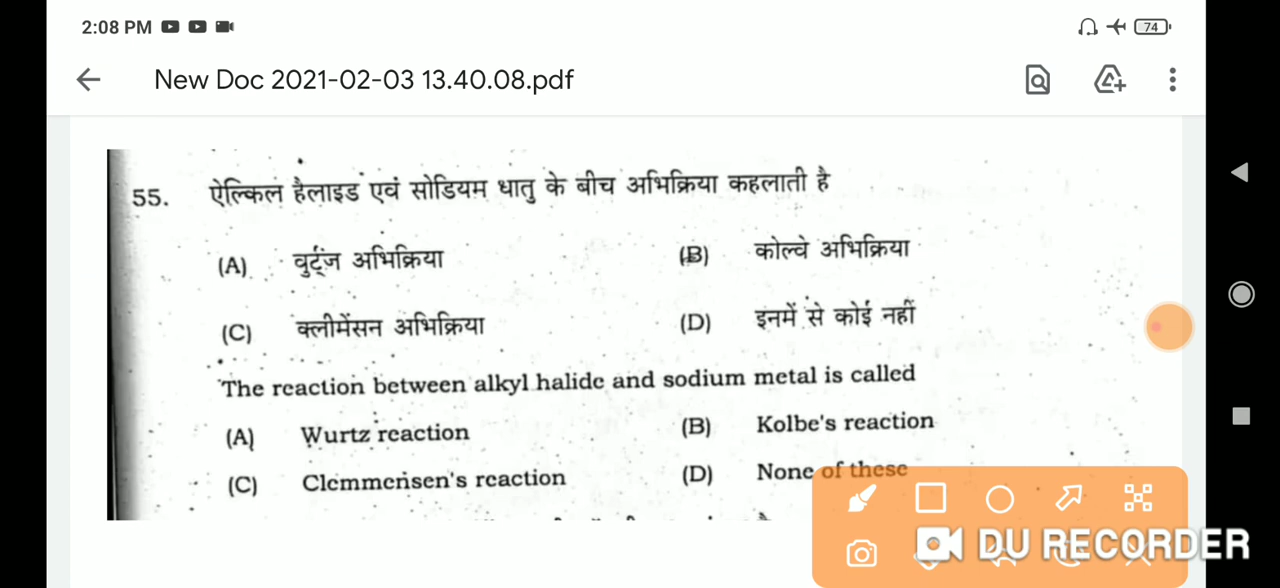 2:08 PM
74
New Doc 2021-02-03 13.40.08.pdf
55. ऐल्किल हैलाइड एवं सोडियम धातु के बीच अभिक्रिया कहलाती है
(A) वुर्ट्ज अभिक्रिया (B) कोल्वे अभिक्रिया
(C) क्लीमेंसन अभिक्रिया (D) इनमें से कोई नहीं
The reaction between alkyl halide and sodium metal is called
(A) Wurtz reaction (B) Kolbe's reaction
(C) Clemmensen's reaction (D) None of these
DU RECORDER